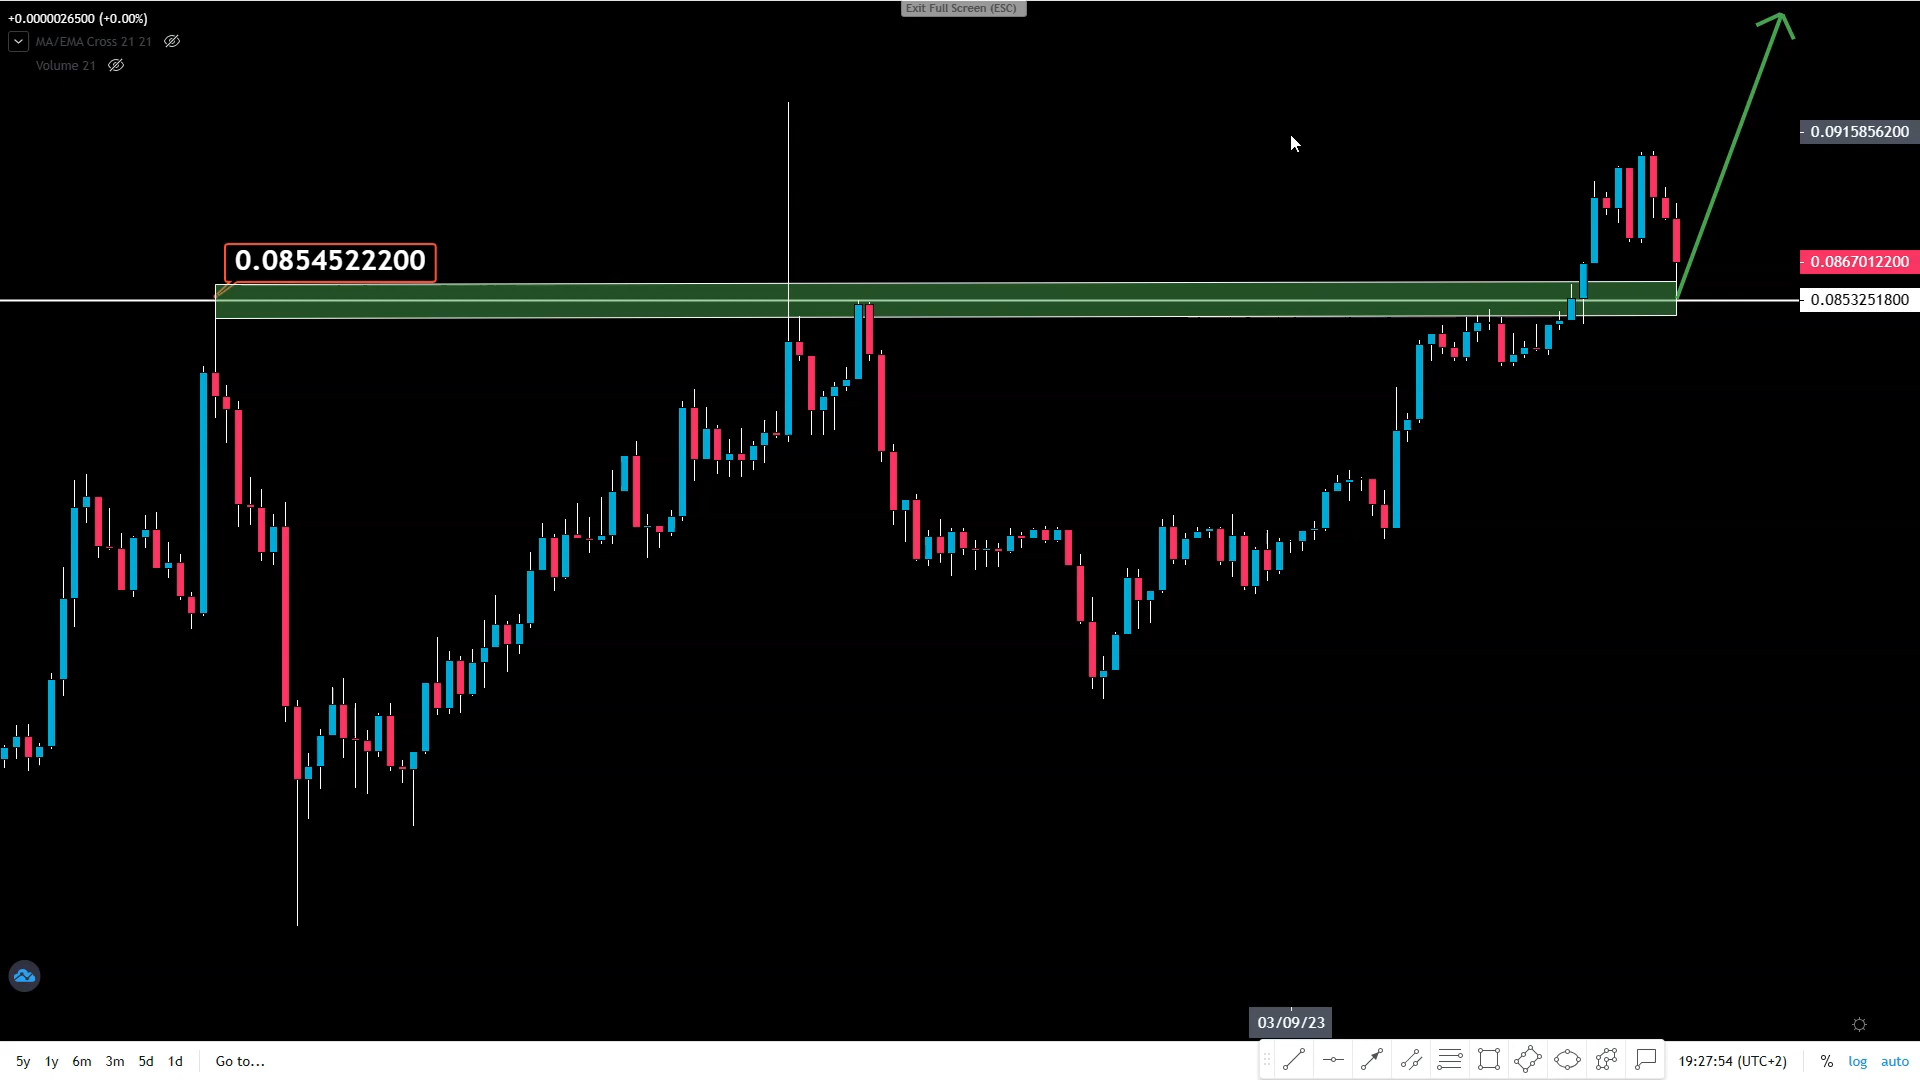 Exit Full Screen (ESC)
+0.0000026500 (+0.00%)
MA/EMA Cross 21 21
Volume 21
0.0915856200
0.0854522200
0.0867012200
0.0853251800
03/09/23
5y 1y 6m 3m 5d 1d Go to... 19:27:54 (UTC+2) % log auto